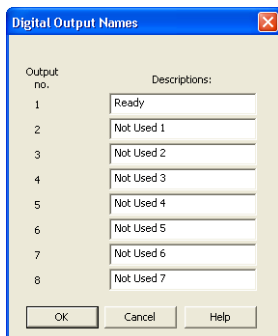 Digital Output Names
Output no.
Descriptions:
1 Ready
2 Not Used 1
3 Not Used 2
4 Not Used 3
5 Not Used 4
6 Not Used 5
7 Not Used 6
8 Not Used 7
OK Cancel Help